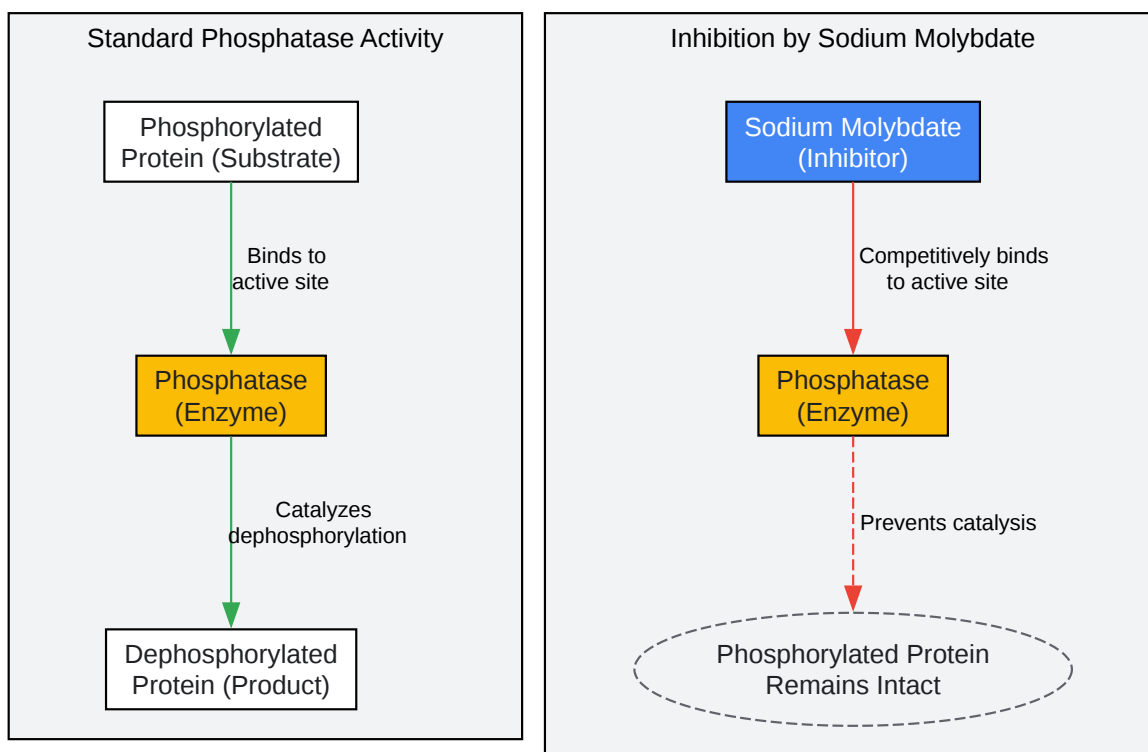 Standard Phosphatase Activity
Phosphorylated
Protein (Substrate)
Binds to
active site
Phosphatase
(Enzyme)
Catalyzes
dephosphorylation
Dephosphorylated
Protein (Product)
Inhibition by Sodium Molybdate
Sodium Molybdate
(Inhibitor)
Competitively binds
to active site
Phosphatase
(Enzyme)
Prevents catalysis
Phosphorylated Protein
Remains Intact